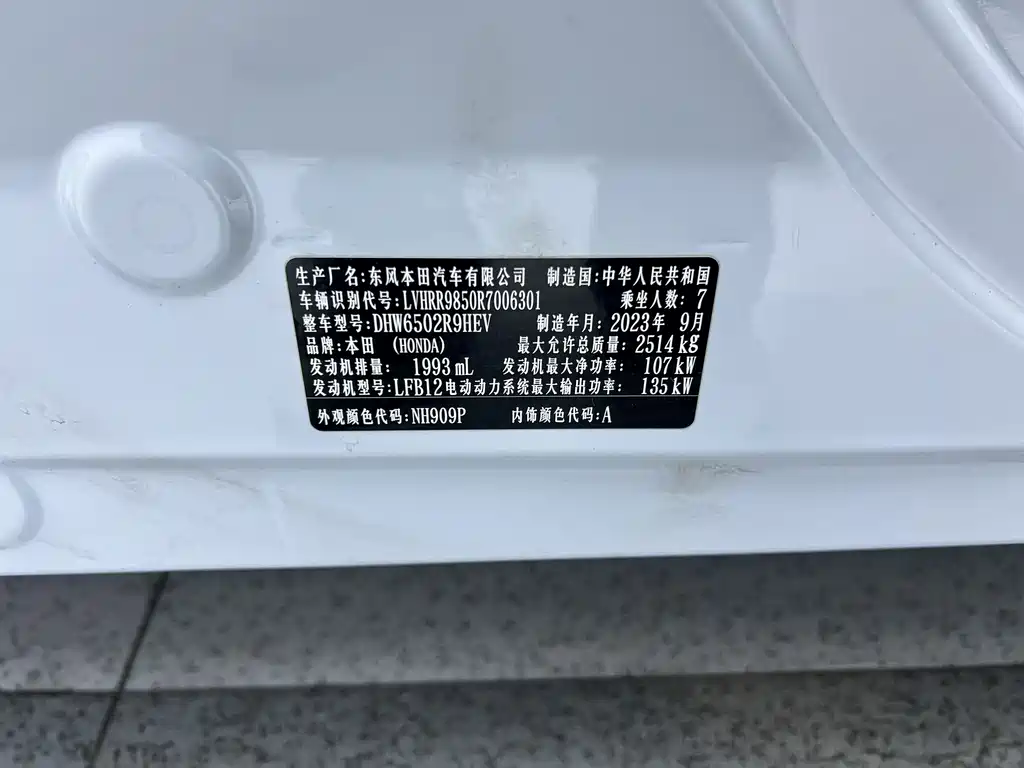 生产厂名:东风本田汽车有限公司 制造国:中华人民共和国
车辆识别代号:LVHRR9850R7006301 乘坐人数: 7
整车型号:DHW6502R9HEV 制造年月:2023年 9月
品牌:本田 (HONDA) 最大允许总质量:2514kg
发动机排量: 1993mL 发动机最大净功率: 107kW
发动机型号:LFB12电动动力系统最大输出功率: 135kW
外观颜色代码:NH909P 内饰颜色代码:A